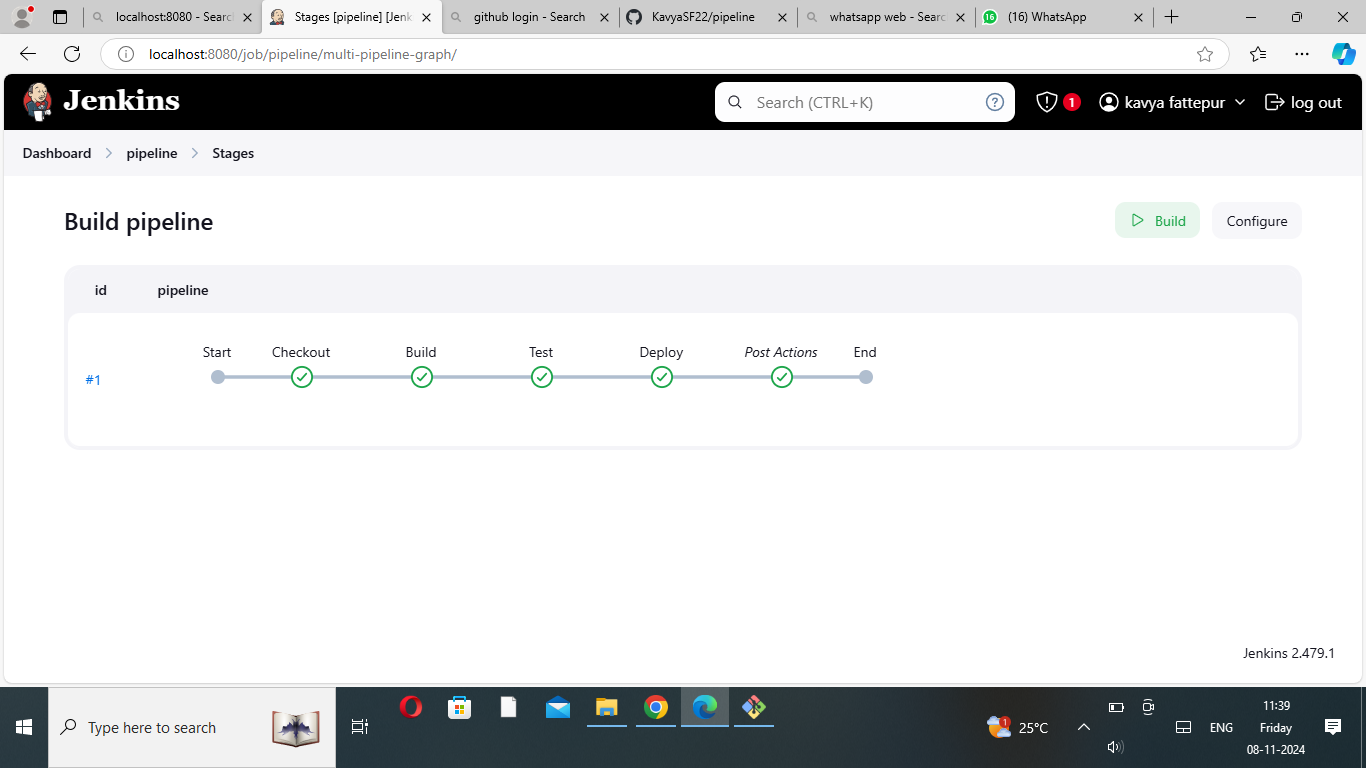 localhost:8080 - Searc
Stages [pipeline] [Jenk
github login - Search
KavyaSF22/pipeline
whatsapp web - Searc
16
(16) WhatsApp
localhost:8080/job/pipeline/multi-pipeline-graph/
Jenkins
Search (CTRL+K)
?
1
kavya fattepur
log out
Dashboard
pipeline
Stages
Build pipeline
Build
Configure
id
pipeline
Start
Checkout
Build
Test
Deploy
Post Actions
End
#1
Jenkins 2.479.1
Type here to search
1
25°C
ENG
11:39
Friday
08-11-2024